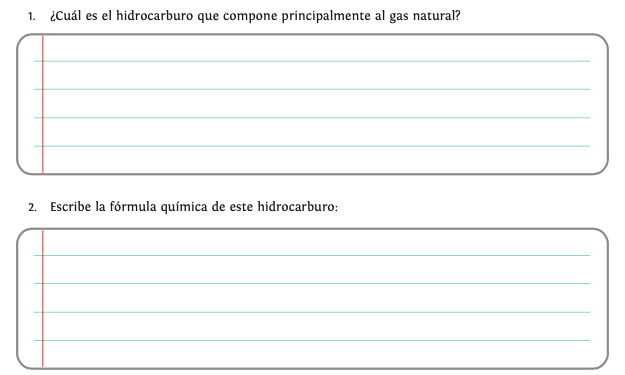 1. ¿Cuál es el hidrocarburo que compone principalmente al gas natural?
2. Escribe la fórmula química de este hidrocarburo: